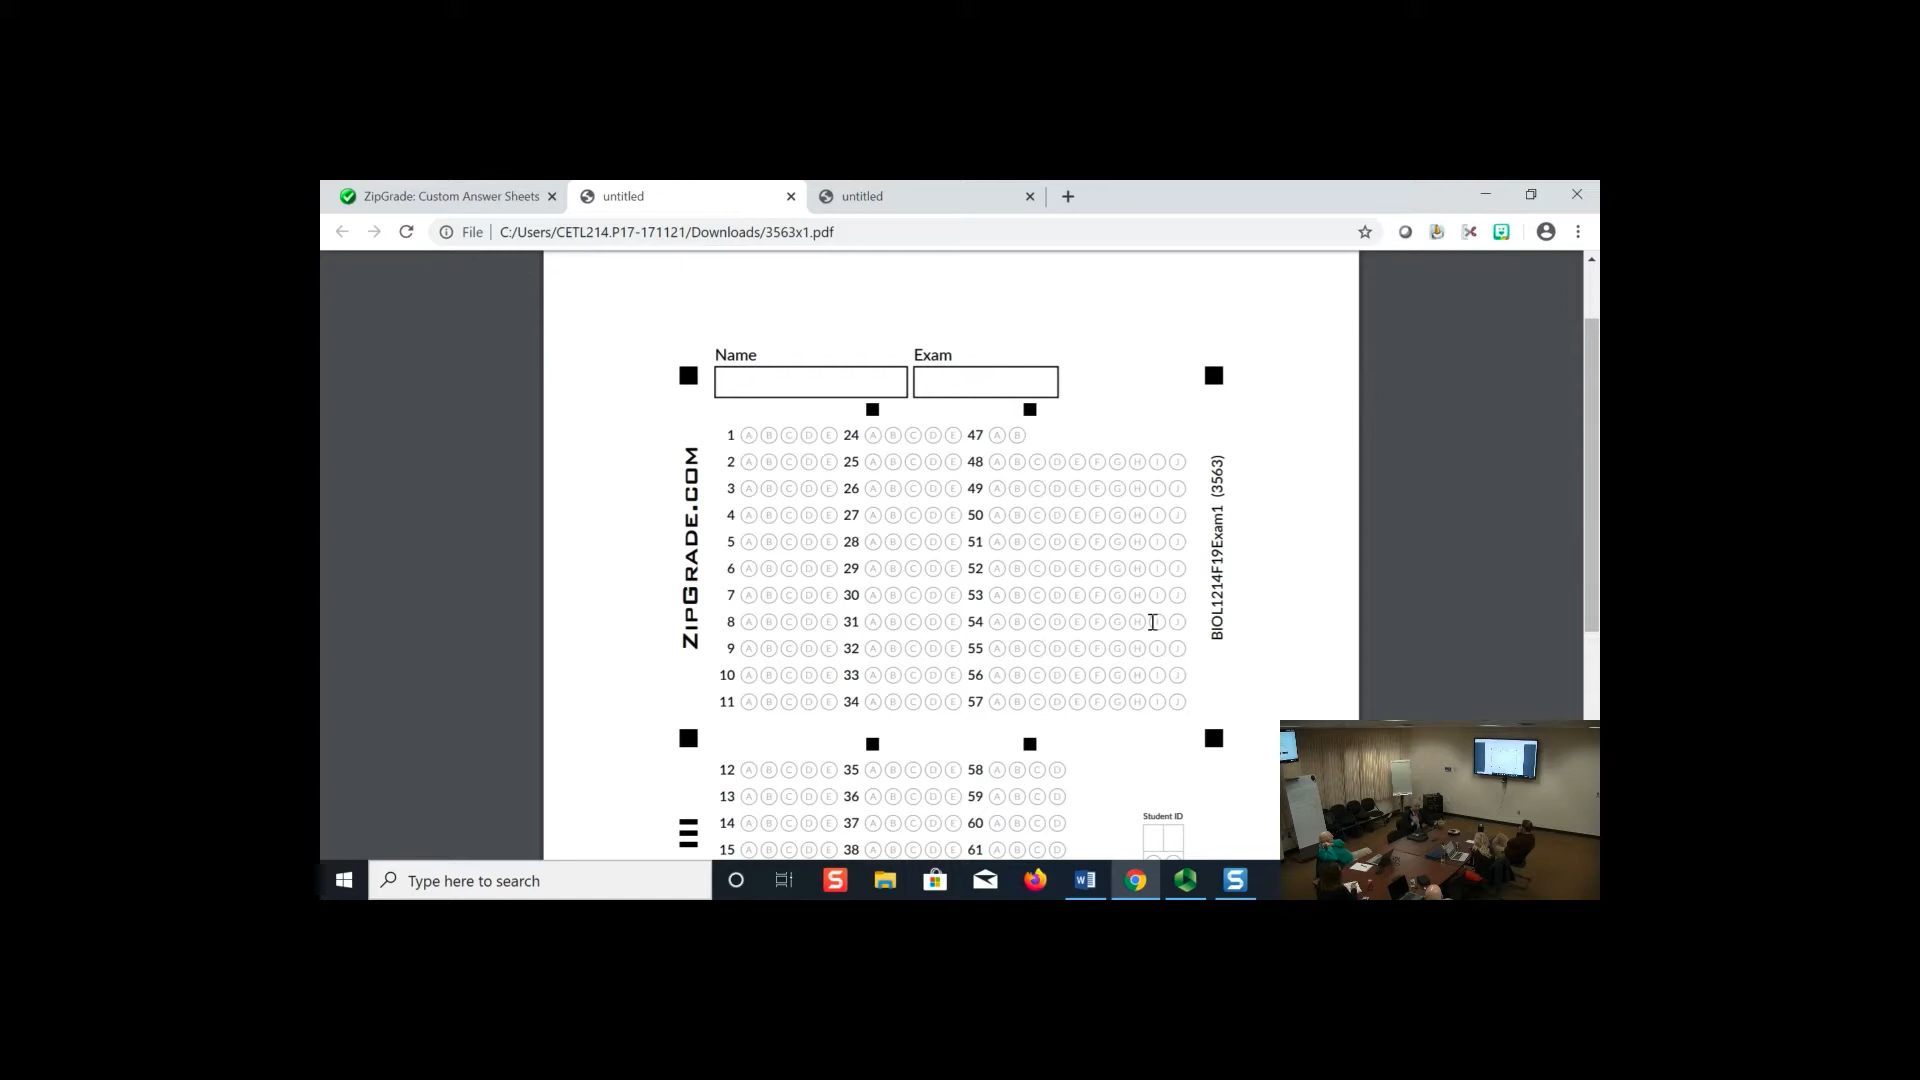 ZipGrade: Custom Answer Sheets
untitled
untitled
File C:/Users/CETL214.P17-171121/Downloads/3563x1.pdf
Name Exam
1 A B C D E 24 A B C D E 47 A B
2 A B C D E 25 A B C D E 48 A B C D E F G H I J
3 A B C D E 26 A B C D E 49 A B C D E F G H I J
4 A B C D E 27 A B C D E 50 A B C D E F G H I J
5 A B C D E 28 A B C D E 51 A B C D E F G H I J
6 A B C D E 29 A B C D E 52 A B C D E F G H I J
7 A B C D E 30 A B C D E 53 A B C D E F G H I J
8 A B C D E 31 A B C D E 54 A B C D E F G H I J
9 A B C D E 32 A B C D E 55 A B C D E F G H I J
10 A B C D E 33 A B C D E 56 A B C D E F G H I J
11 A B C D E 34 A B C D E 57 A B C D E F G H I J
ZIPGRADE.COM
BIOL1214F19Exam1 (3563)
12 A B C D E 35 A B C D E 58 A B C D
13 A B C D E 36 A B C D E 59 A B C D
14 A B C D E 37 A B C D E 60 A B C D
15 A B C D E 38 A B C D E 61 A B C D
Student ID
Type here to search